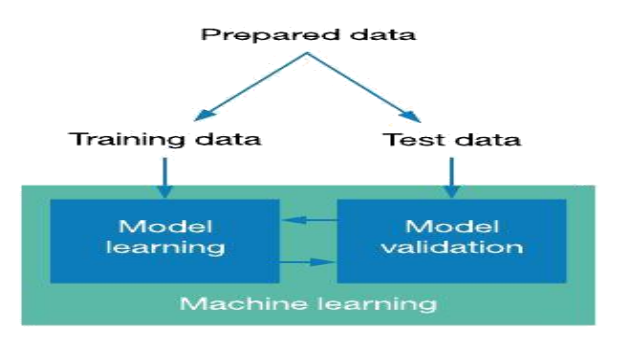 Prepared data
Training data
Test data
Model
learning
Model
validation
Machine learning